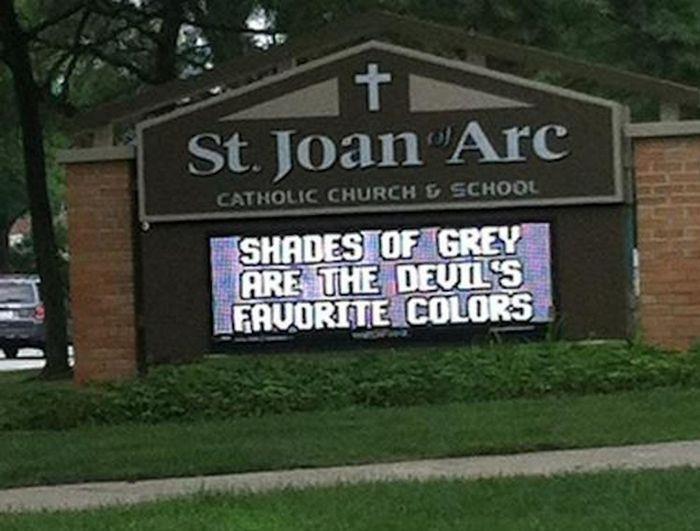 St. Joan of Arc
CATHOLIC CHURCH & SCHOOL
SHADES OF GREY
ARE THE DEVIL'S
FAVORITE COLORS